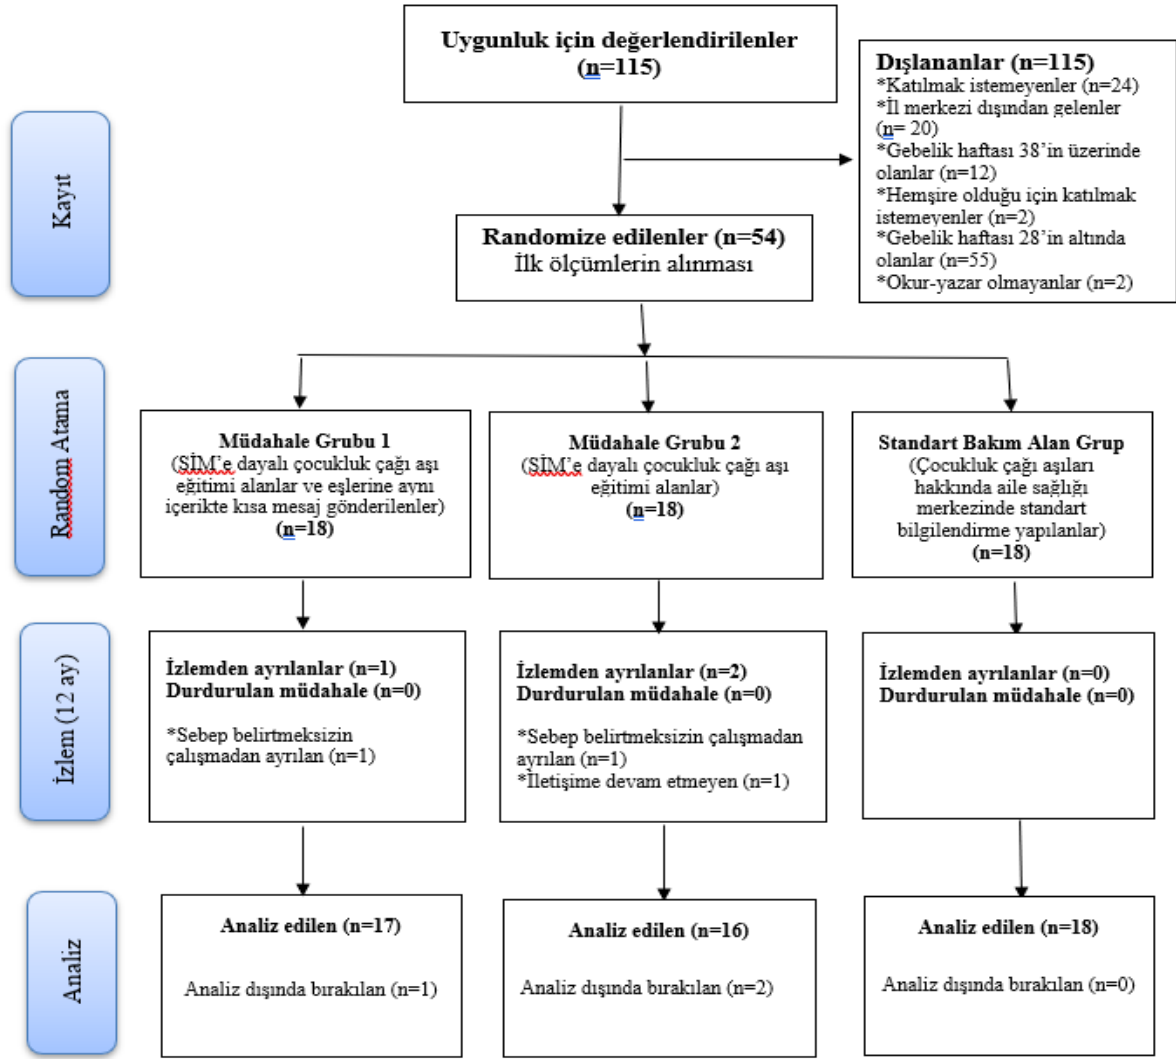 Uygunluk için değerlendirilenler
(n=115)
Dışlananlar (n=115)
*Katılmak istemeyenler (n=24)
*İl merkezi dışından gelenler
(n= 20)
*Gebelik haftası 38’in üzerinde
olanlar (n=12)
*Hemşire olduğu için katılmak
istemeyenler (n=2)
*Gebelik haftası 28’in altında
olanlar (n=55)
*Okur-yazar olmayanlar (n=2)
Kayıt
Randomize edilenler (n=54)
İlk ölçümlerin alınması
Random Atama
Müdahale Grubu 1
(SİM’e dayalı çocukluk çağı aşı
eğitimi alanlar ve eşlerine aynı
içerikte kısa mesaj gönderilenler)
(n=18)
Müdahale Grubu 2
(SİM’e dayalı çocukluk çağı aşı
eğitimi alanlar)
(n=18)
Standart Bakım Alan Grup
(Çocukluk çağı aşıları
hakkında aile sağlığı
merkezinde standart
bilgilendirme yapılanlar)
(n=18)
İzlem (12 ay)
İzlemden ayrılanlar (n=1)
Durdurulan müdahale (n=0)
*Sebep belirtmeksizin
çalışmadan ayrılan (n=1)
İzlemden ayrılanlar (n=2)
Durdurulan müdahale (n=0)
*Sebep belirtmeksizin çalışmadan
ayrılan (n=1)
*İletişime devam etmeyen (n=1)
İzlemden ayrılanlar (n=0)
Durdurulan müdahale (n=0)
Analiz
Analiz edilen (n=17)
Analiz dışında bırakılan (n=1)
Analiz edilen (n=16)
Analiz dışında bırakılan (n=2)
Analiz edilen (n=18)
Analiz dışında bırakılan (n=0)